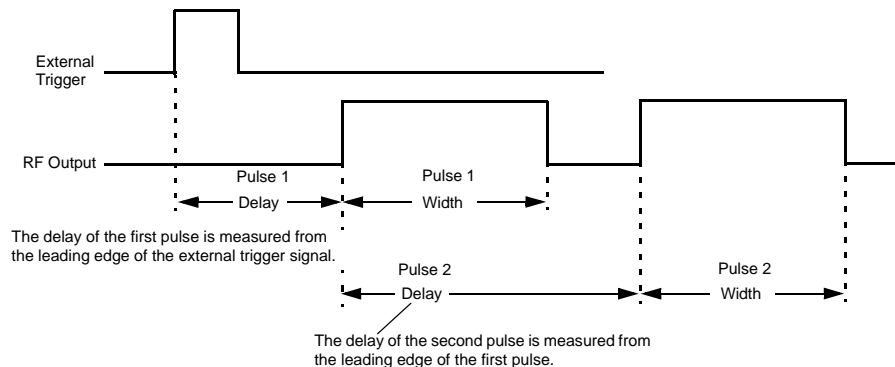 External
Trigger
RF Output
Pulse 1
Delay
Pulse 1
Width
The delay of the first pulse is measured from
the leading edge of the external trigger signal.
Pulse 2
Delay
Pulse 2
Width
The delay of the second pulse is measured from
the leading edge of the first pulse.